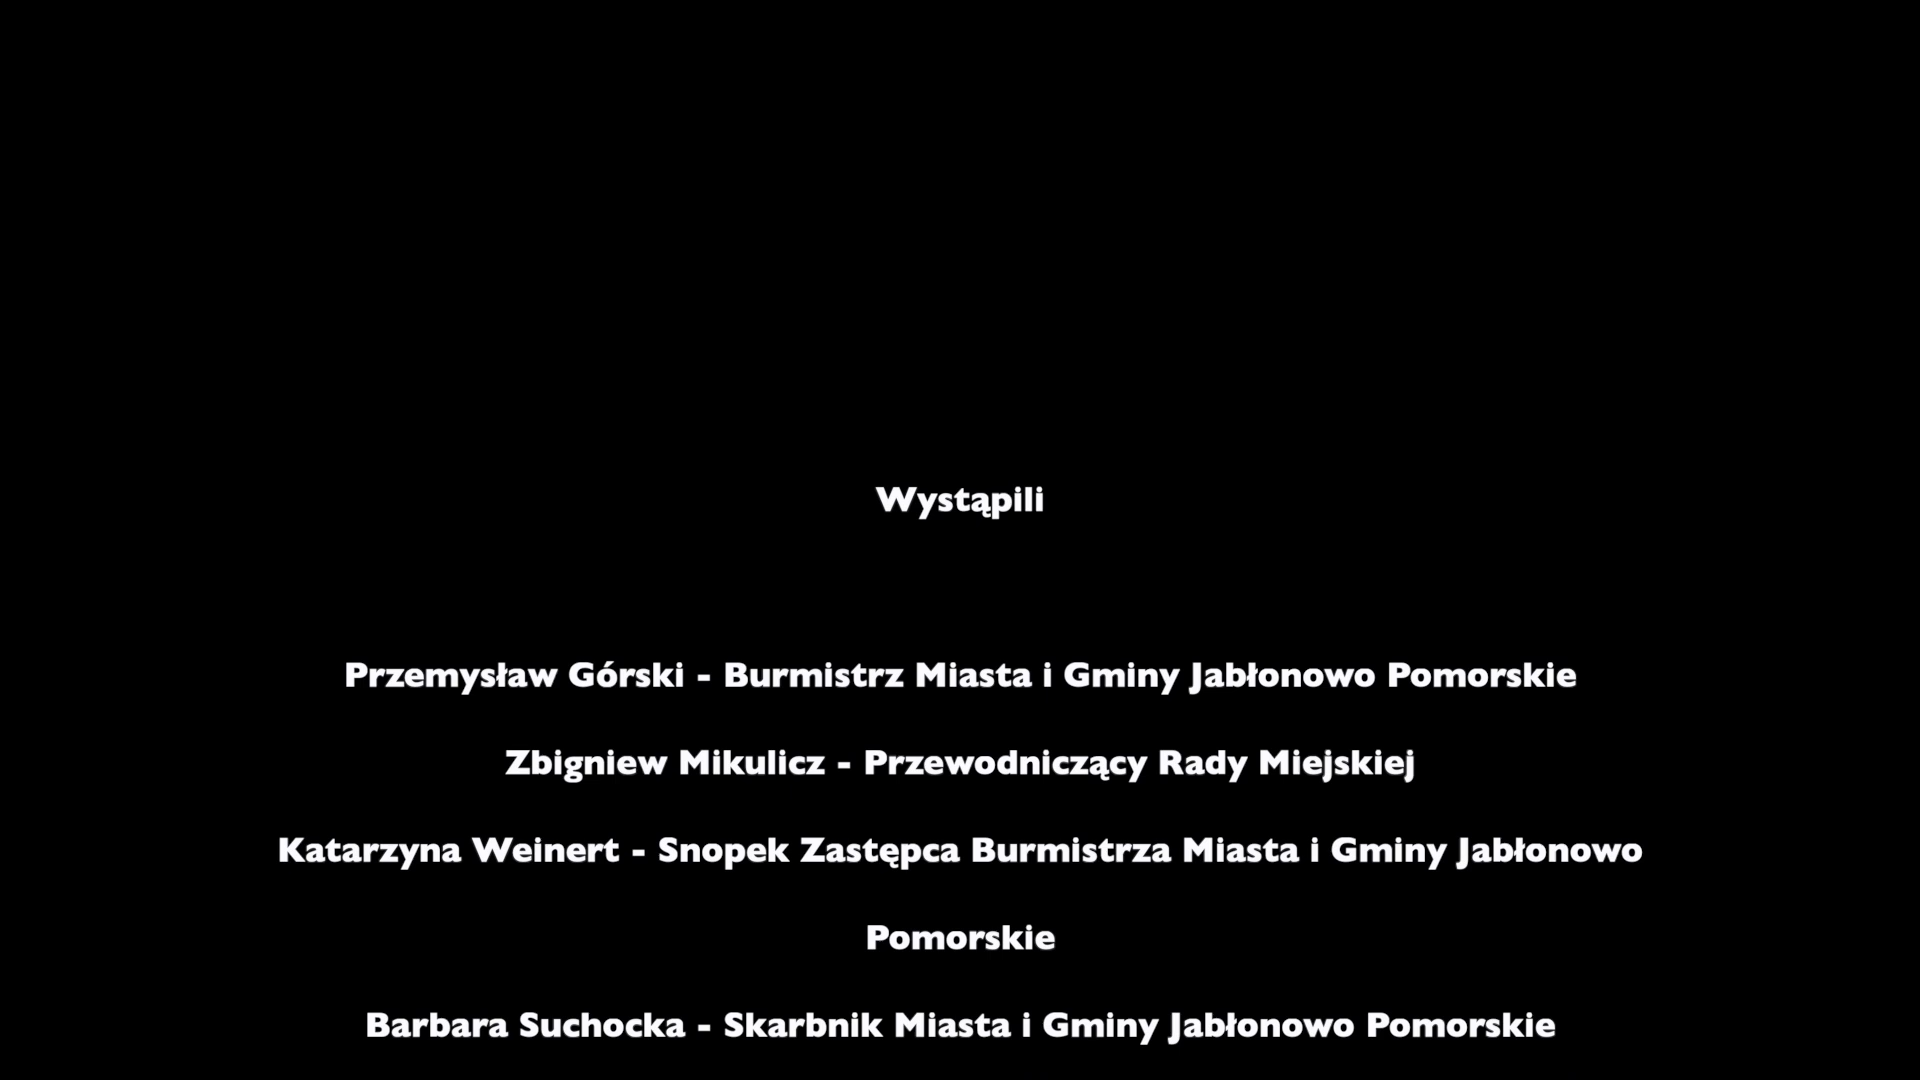 Wystąpili
Przemysław Górski - Burmistrz Miasta i Gminy Jabłonowo Pomorskie
Zbigniew Mikulicz - Przewodniczący Rady Miejskiej
Katarzyna Weinert - Snopek Zastępca Burmistrza Miasta i Gminy Jabłonowo
Pomorskie
Barbara Suchocka - Skarbnik Miasta i Gminy Jabłonowo Pomorskie